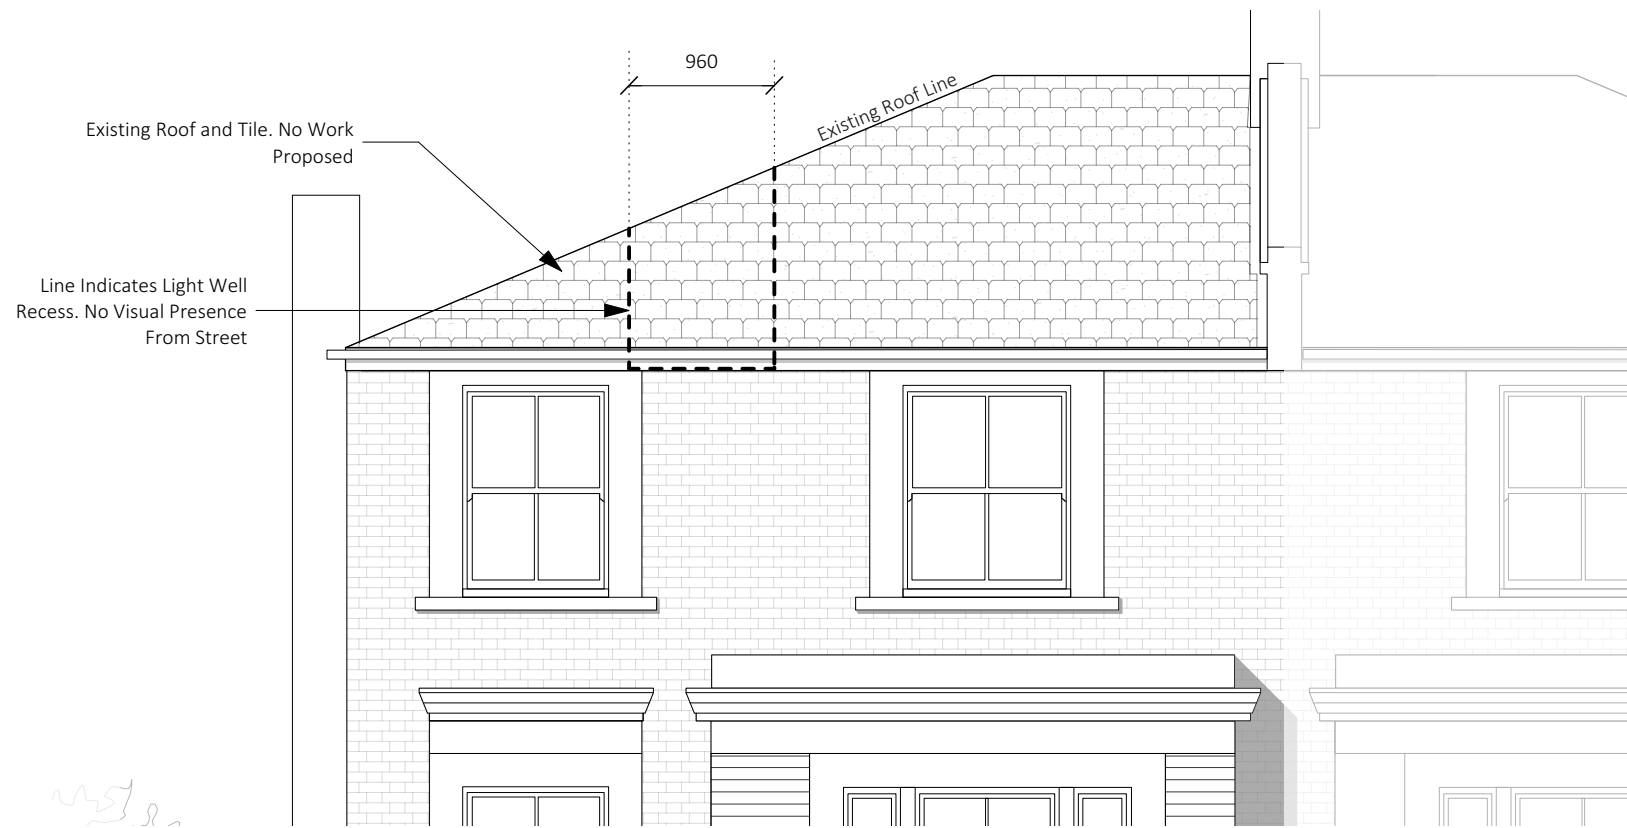 960
Existing Roof Line
Existing Roof and Tile. No Work
Proposed
Line Indicates Light Well
Recess. No Visual Presence
From Street